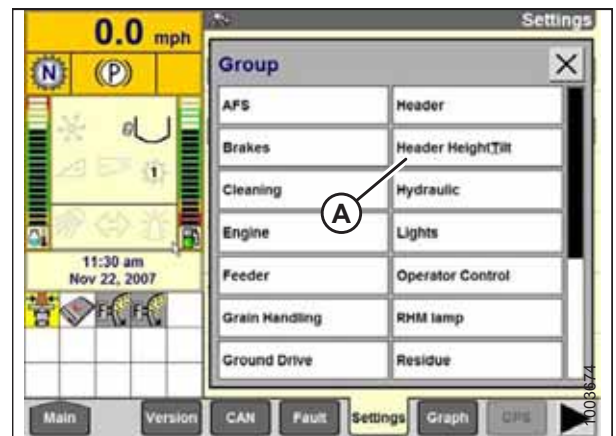 0.0 mph
N
(P)
1
11:30 am
Nov 22, 2007
F
F
Settings
Group
AFS
Header
Brakes
Header HeightTilt
A
Cleaning
Hydraulic
Engine
Lights
Feeder
Operator Control
Grain Handling
RHM lamp
Ground Drive
Residue
Main
Version
CAN
Fault
Settings
Graph
GPS
1003674